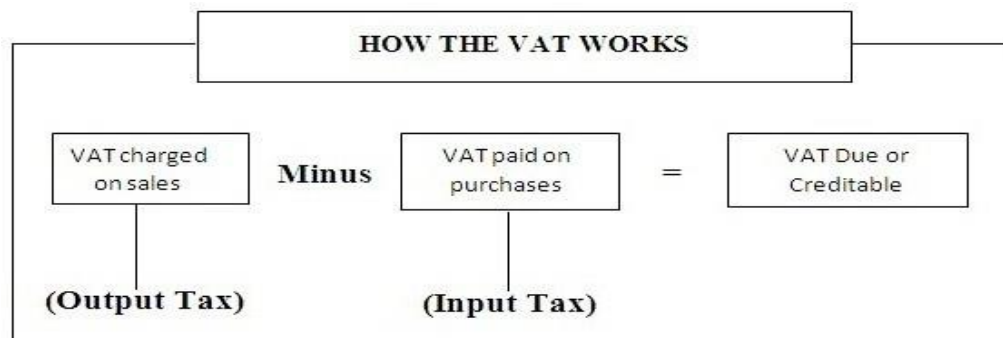 HOW THE VAT WORKS
VAT charged
on sales
Minus
VAT paid on
purchases
=
VAT Due or
Creditable
(Output Tax)
(Input Tax)